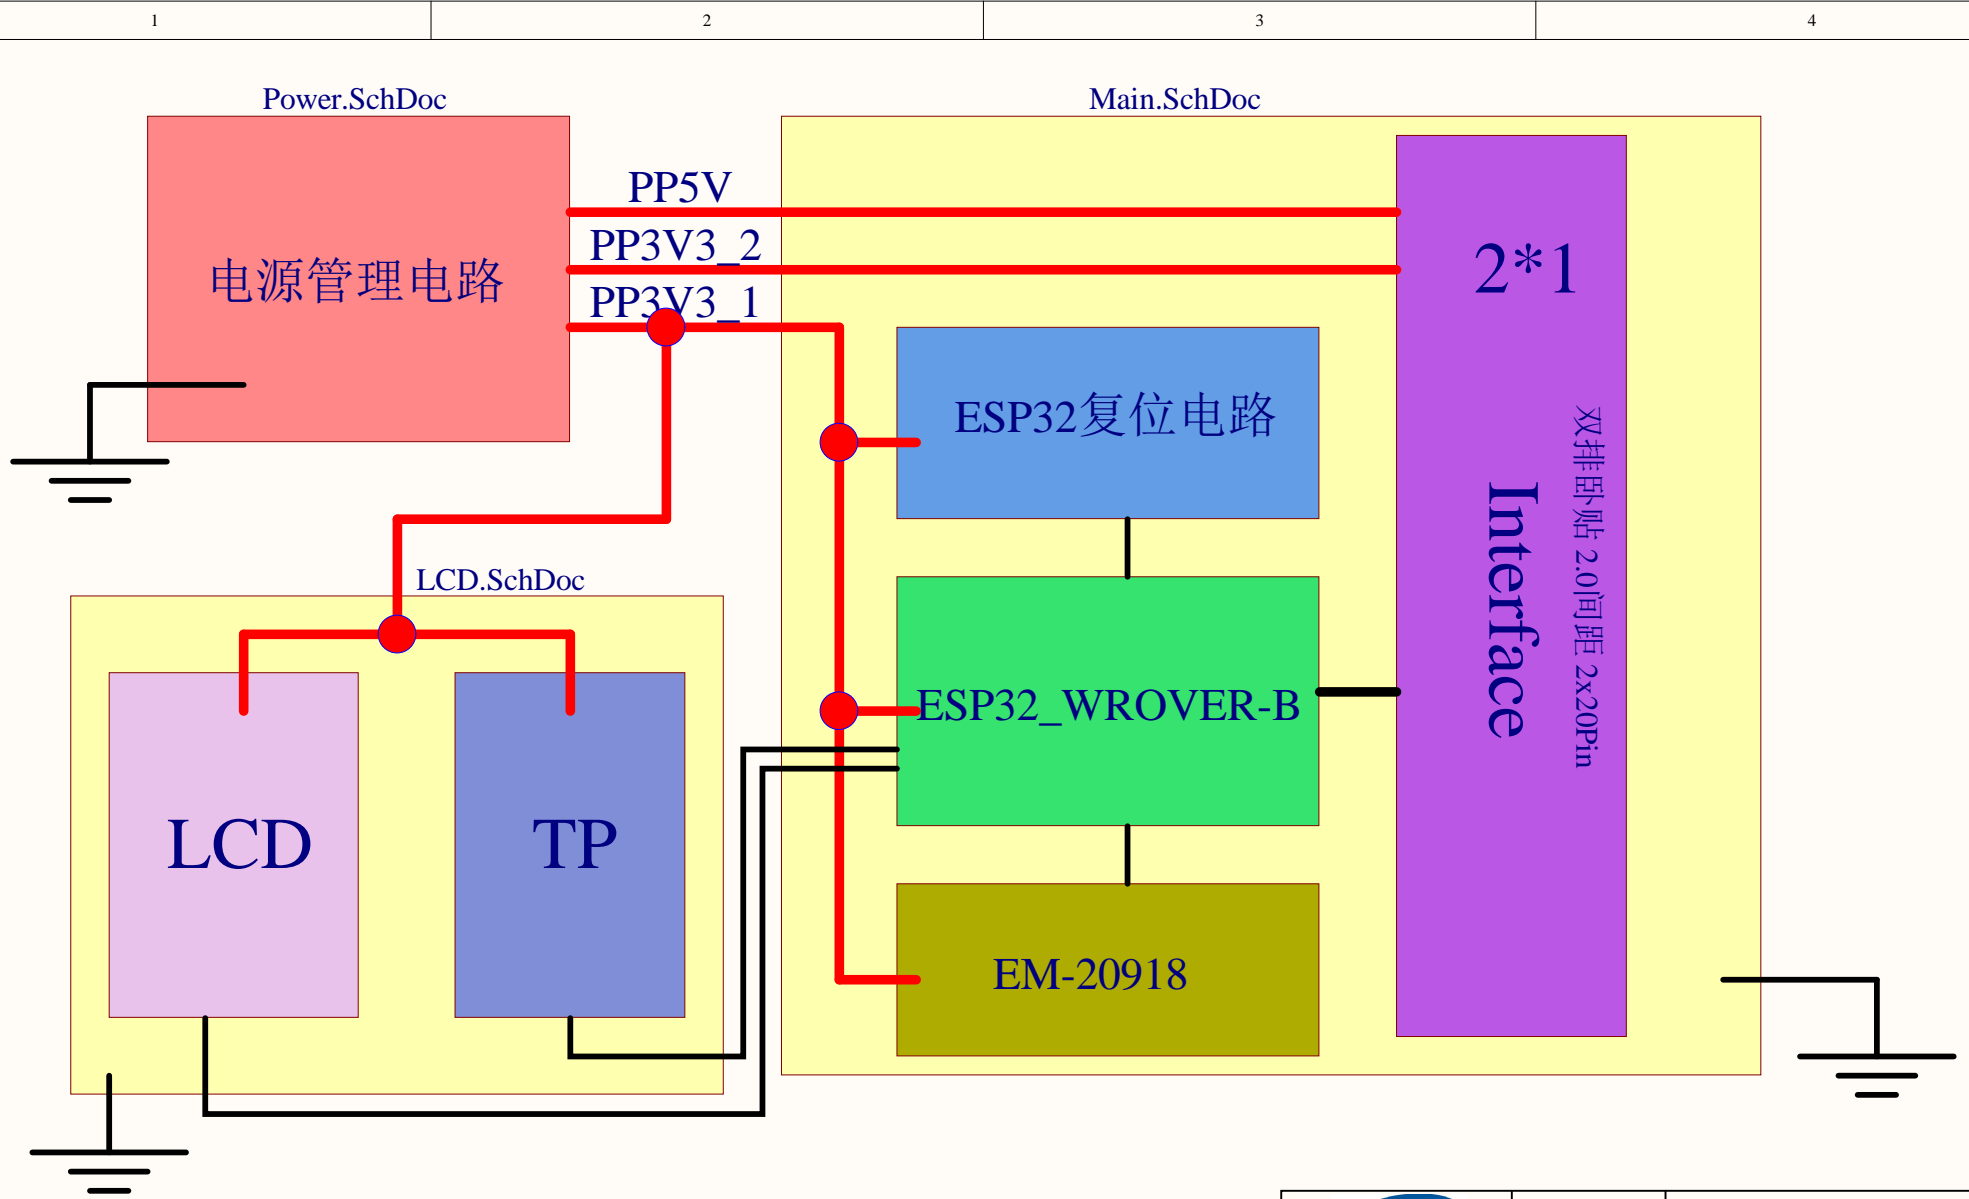 1
2
3
4
Power.SchDoc
Main.SchDoc
PP5V
PP3V3_2
PP3V3_1
电源管理电路
2*1
Interface
双排卧贴 2.0间距 2x20Pin
ESP32复位电路
LCD.SchDoc
ESP32_WROVER-B
LCD
TP
EM-20918